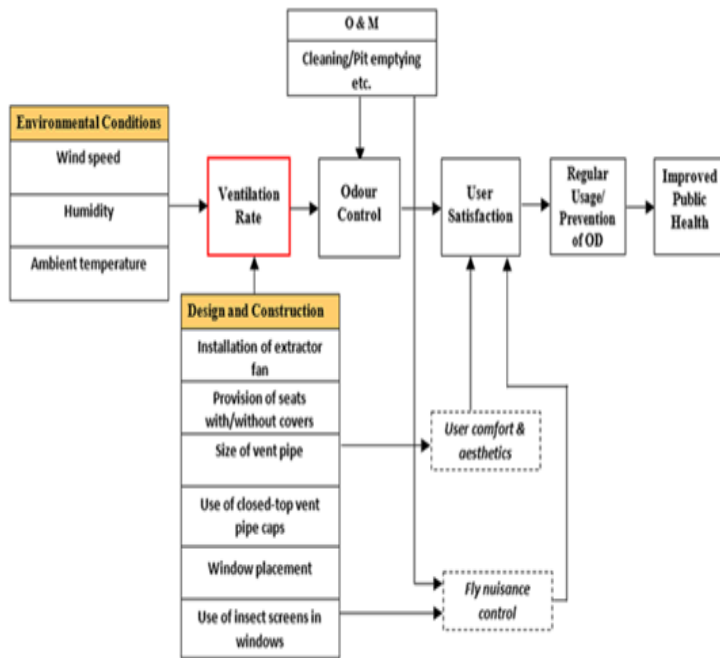 O & M
Cleaning/Pit emptying
etc.
Environmental Conditions
Wind speed
Humidity
Ambient temperature
Ventilation
Rate
Odour
Control
User
Satisfaction
Regular
Usage/
Prevention
of OD
Improved
Public
Health
Design and Construction
Installation of extractor
fan
Provision of seats
with/without covers
Size of vent pipe
Use of closed-top vent
pipe caps
Window placement
Use of insect screens in
windows
User comfort &
aesthetics
Fly nuisance
control